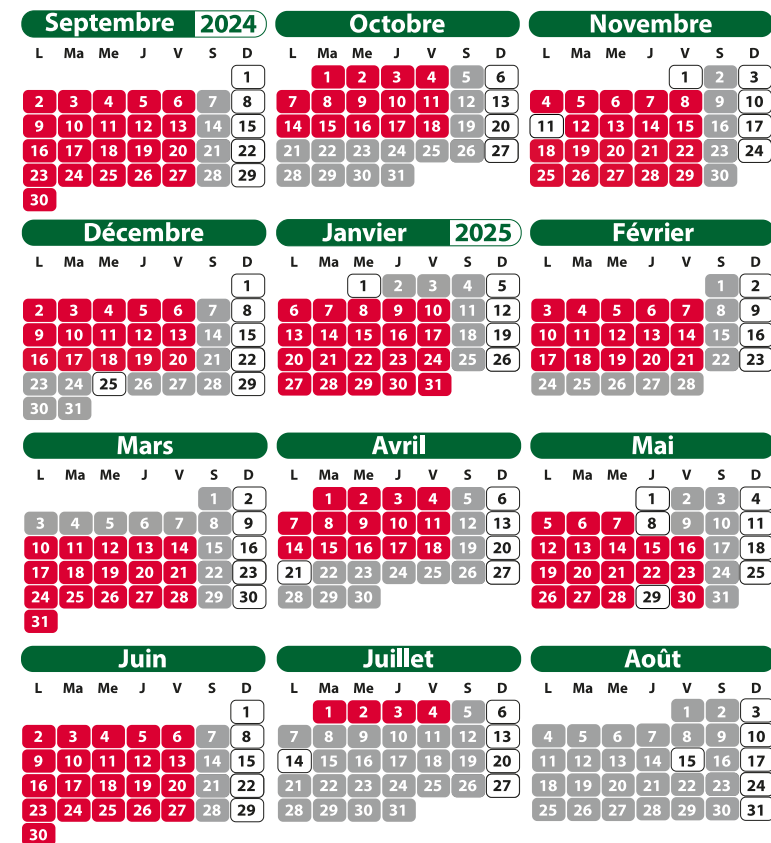 Septembre 2024 Octobre Novembre
L Ma Me J V S D L Ma Me J V S D L Ma Me J V S D
1 1 2 3 4 5 6 1 2 3
2 3 4 5 6 7 8 7 8 9 10 11 12 13 4 5 6 7 8 9 10
9 10 11 12 13 14 15 14 15 16 17 18 19 20 11 12 13 14 15 16 17
16 17 18 19 20 21 22 21 22 23 24 25 26 27 18 19 20 21 22 23 24
23 24 25 26 27 28 29 28 29 30 31 25 26 27 28 29 30
30
Décembre Janvier 2025 Février
L Ma Me J V S D L Ma Me J V S D L Ma Me J V S D
1 1 2 3 4 5 1 2
2 3 4 5 6 7 8 6 7 8 9 10 11 12 3 4 5 6 7 8 9
9 10 11 12 13 14 15 13 14 15 16 17 18 19 10 11 12 13 14 15 16
16 17 18 19 20 21 22 20 21 22 23 24 25 26 17 18 19 20 21 22 23
23 24 25 26 27 28 29 27 28 29 30 31 24 25 26 27 28
30 31
Mars Avril Mai
L Ma Me J V S D L Ma Me J V S D L Ma Me J V S D
1 2 1 2 3 4 5 6 1 2 3 4
3 4 5 6 7 8 9 7 8 9 10 11 12 13 5 6 7 8 9 10 11
10 11 12 13 14 15 16 14 15 16 17 18 19 20 12 13 14 15 16 17 18
17 18 19 20 21 22 23 21 22 23 24 25 26 27 19 20 21 22 23 24 25
24 25 26 27 28 29 30 28 29 30 26 27 28 29 30 31
31
Juin Juillet Août
L Ma Me J V S D L Ma Me J V S D L Ma Me J V S D
1 1 2 3 4 5 6 1 2 3
2 3 4 5 6 7 8 7 8 9 10 11 12 13 4 5 6 7 8 9 10
9 10 11 12 13 14 15 14 15 16 17 18 19 20 11 12 13 14 15 16 17
16 17 18 19 20 21 22 21 22 23 24 25 26 27 18 19 20 21 22 23 24
23 24 25 26 27 28 29 28 29 30 31 25 26 27 28 29 30 31
30